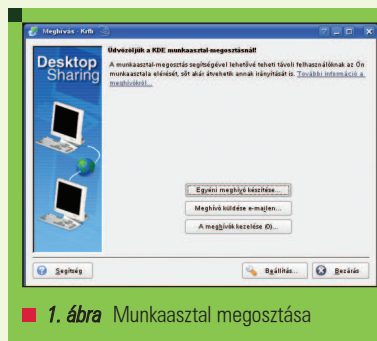 Meghívás - Krfb
Desktop
Sharing
Üdvözöljük a KDE munkaasztal-megosztásnál!
A munkaasztal-megosztás segítségével lehetővé teheti távoli felhasználóknak az Ön
munkaasztala elérését, sőt akár átvehetik annak irányítását is. További információ a
meghívókról...
Egyéni meghívó készítése...
Meghívó küldése e-mailen...
A meghívók kezelése (0)...
Segítség
Beállítás...
Bezárás
1. ábra Munkaasztal megosztása